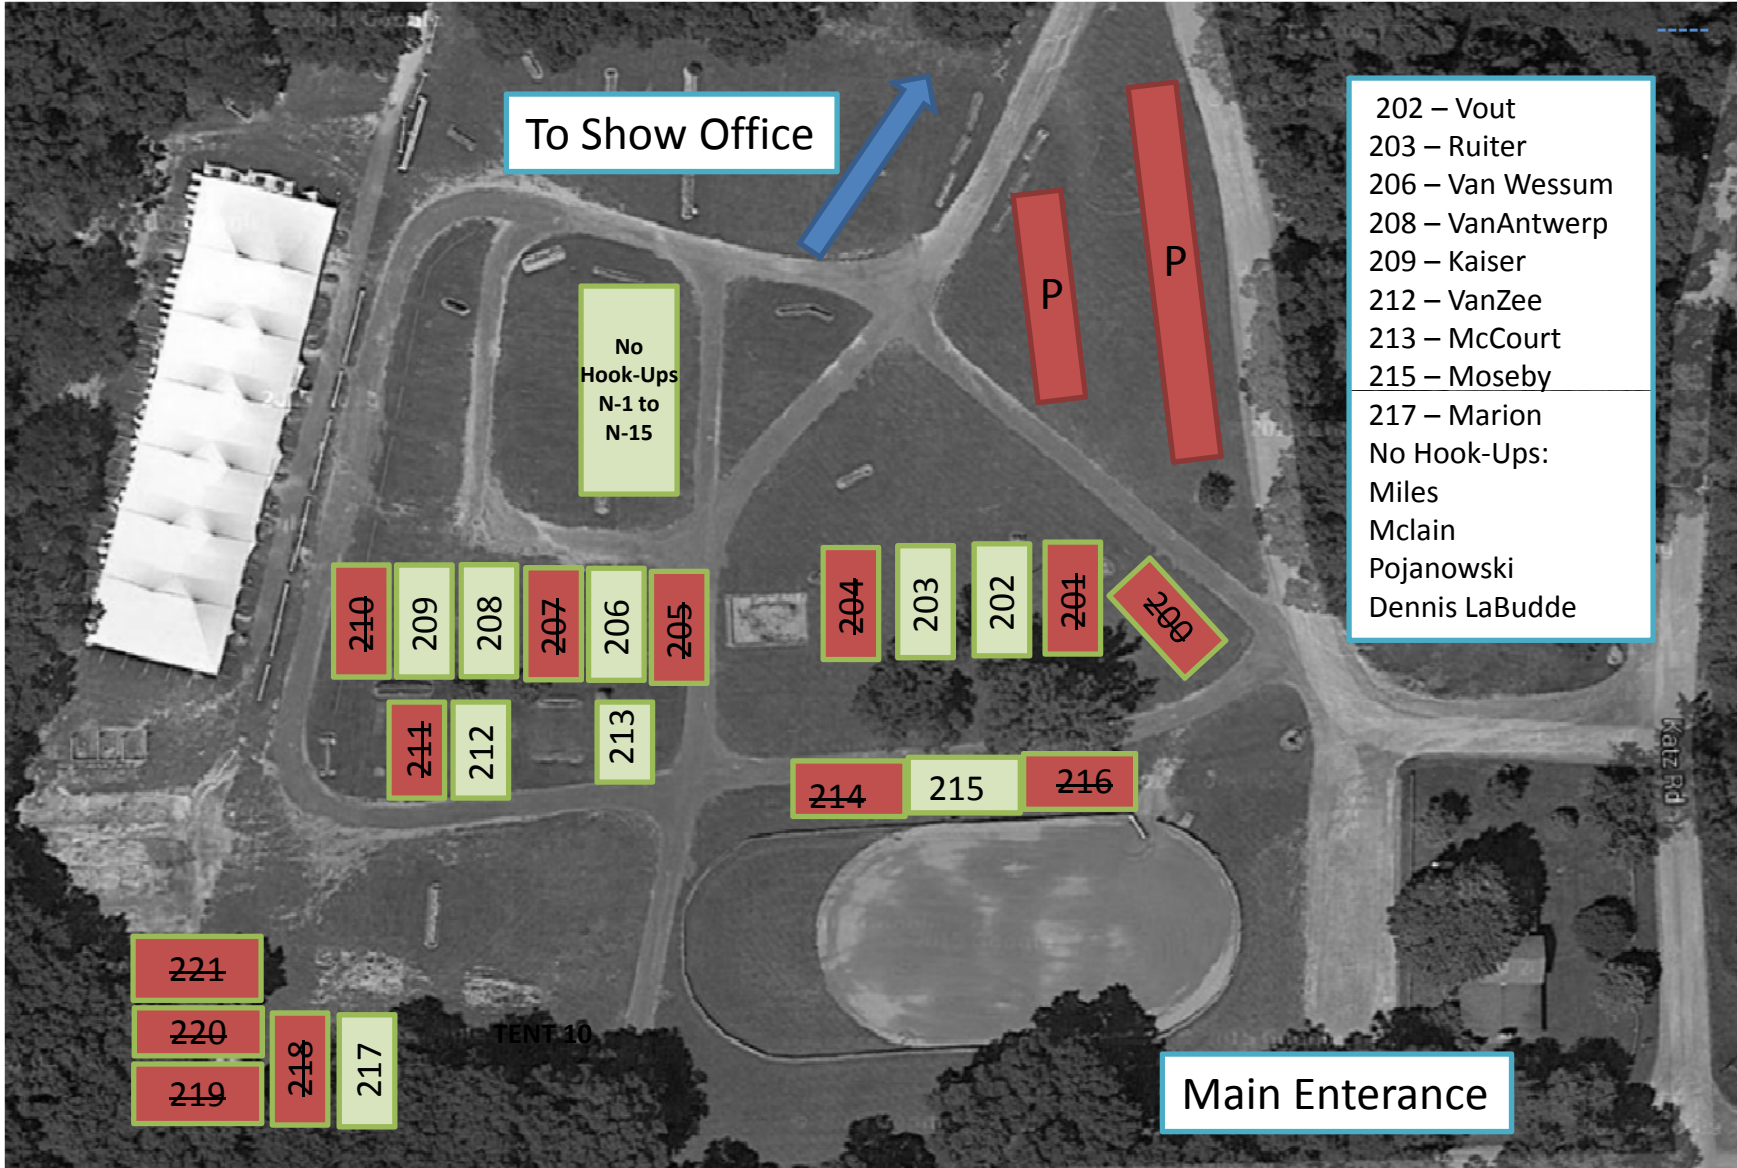 To Show Office
202 – Vout
203 – Ruiter
206 – Van Wessum
208 – VanAntwerp
209 – Kaiser
212 – VanZee
213 – McCourt
215 – Moseby
217 – Marion
No Hook-Ups:
Miles
Mclain
Pojanowski
Dennis LaBudde
P
P
No
Hook-Ups
N-1 to
N-15
210
209
208
207
206
205
204
203
202
201
200
211
212
213
214
215
216
Katz Rd
221
220
219
218
217
TENT 10
Main Enterance